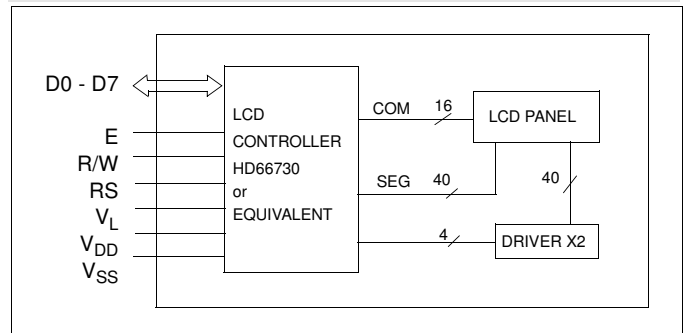 D0 - D7
E
R/W
RS
VL
VDD
VSS
LCD
CONTROLLER
HD66730
or
EQUIVALENT
COM 16
SEG 40
4
LCD PANEL
40
DRIVER X2